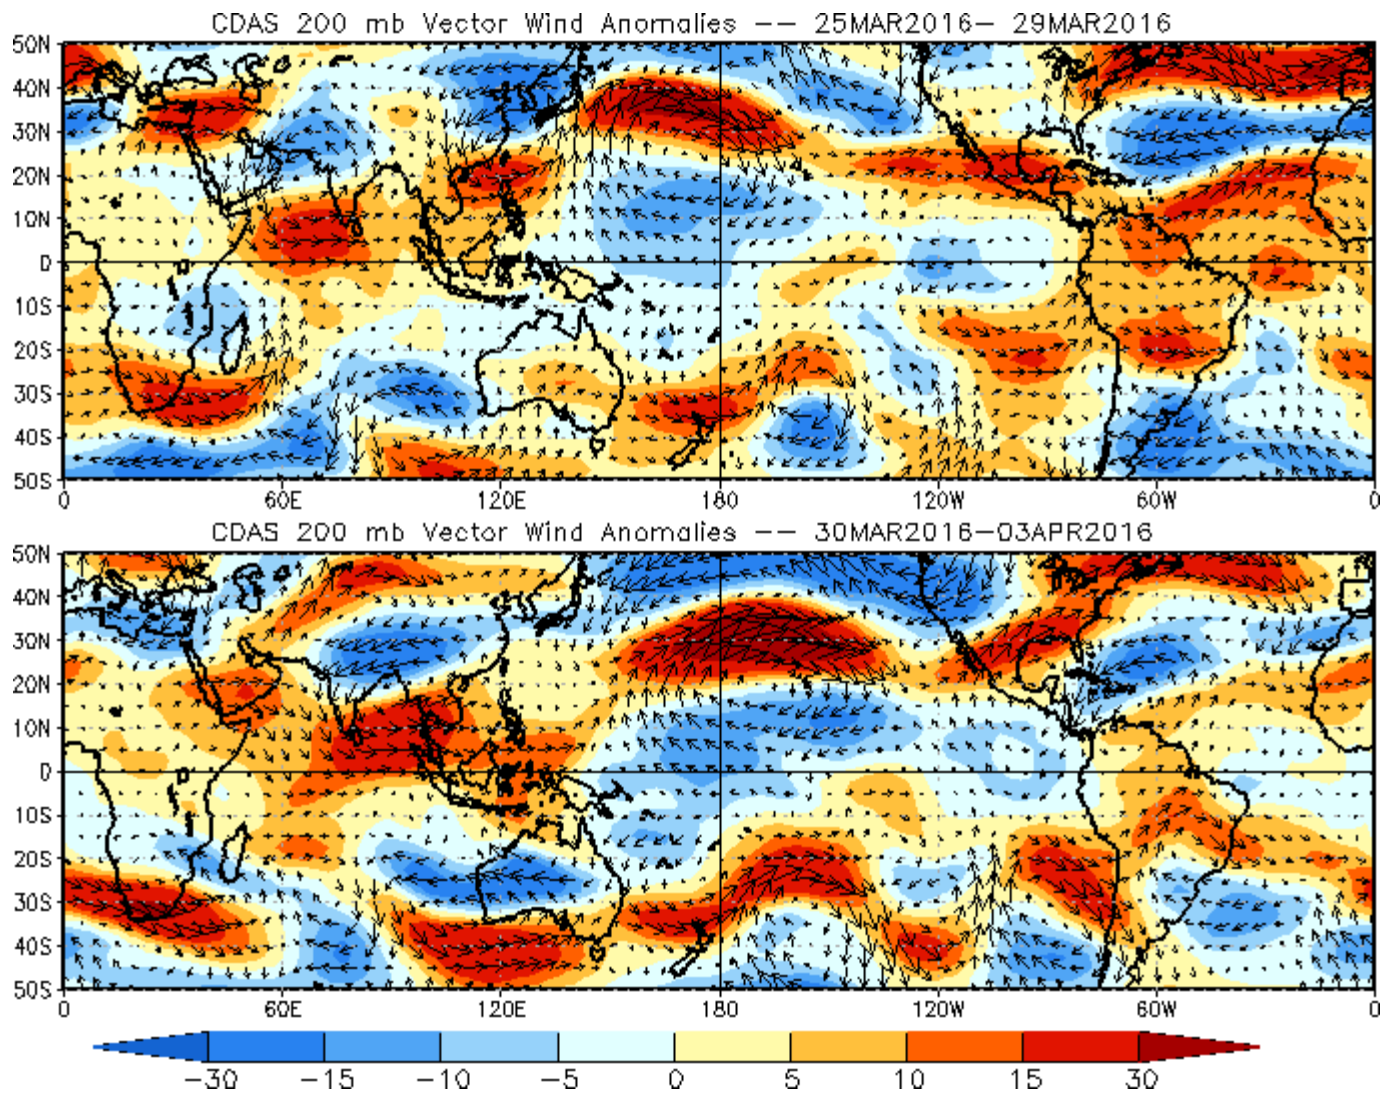 CDAS 200 mb Vector Wind Anomalies -- 25MAR2016- 29MAR2016
50N
40N
30N
20N
10N
0
10S
20S
30S
40S
50S
0 60E 120E 180 120W 60W 0
CDAS 200 mb Vector Wind Anomalies -- 30MAR2016-03APR2016
50N
40N
30N
20N
10N
0
10S
20S
30S
40S
50S
0 60E 120E 180 120W 60W 0
-30 -15 -10 -5 0 5 10 15 30